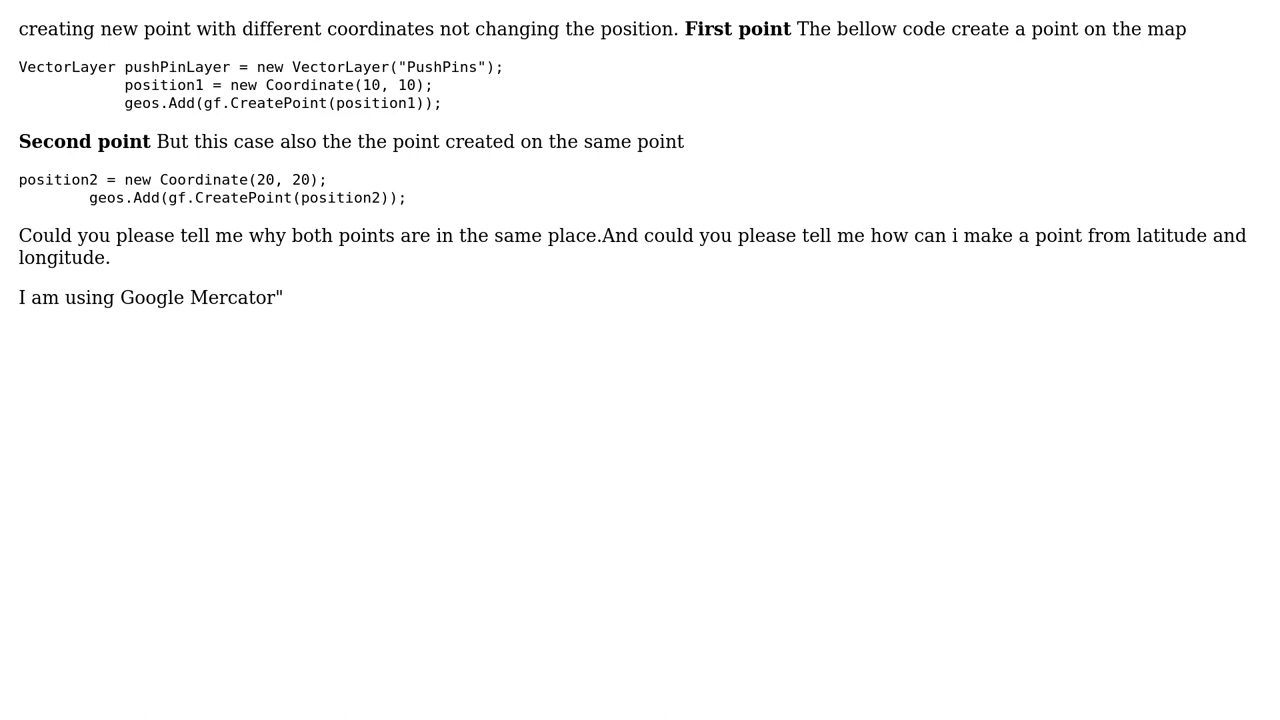 creating new point with different coordinates not changing the position. First point The bellow code create a point on the map
VectorLayer pushPinLayer = new VectorLayer("PushPins");
position1 = new Coordinate(10, 10);
geos.Add(gf.CreatePoint(position1));
Second point But this case also the the point created on the same point
position2 = new Coordinate(20, 20);
geos.Add(gf.CreatePoint(position2));
Could you please tell me why both points are in the same place.And could you please tell me how can i make a point from latitude and
longitude.
I am using Google Mercator"